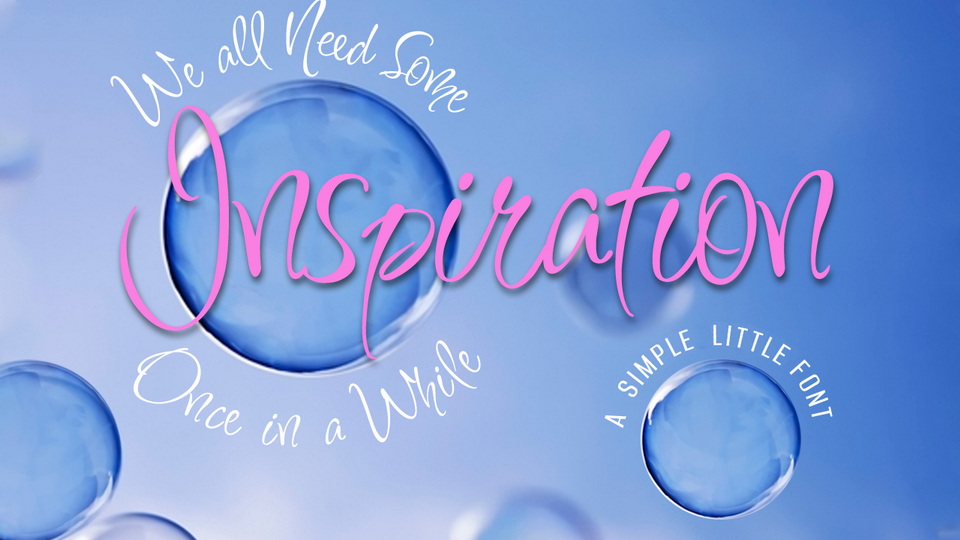 We all Need Some
Inspiration
Once in a While
A SIMPLE LITTLE FONT